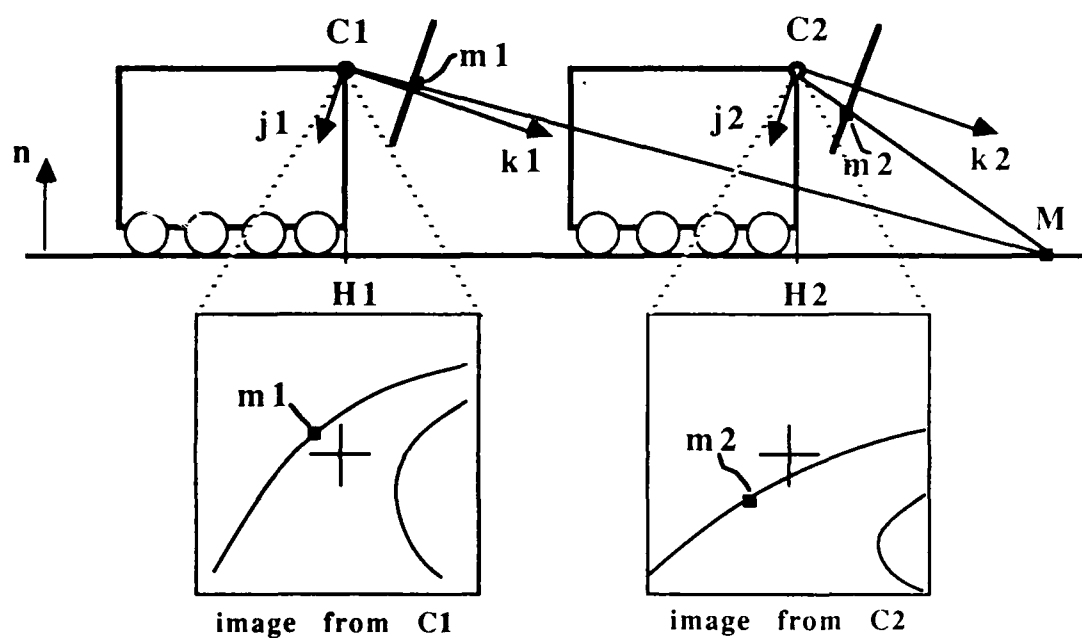 C1
C2
m1
j1
k1
j2
m2
k2
n
M
H1
H2
m1
m2
image from C1
image from C2